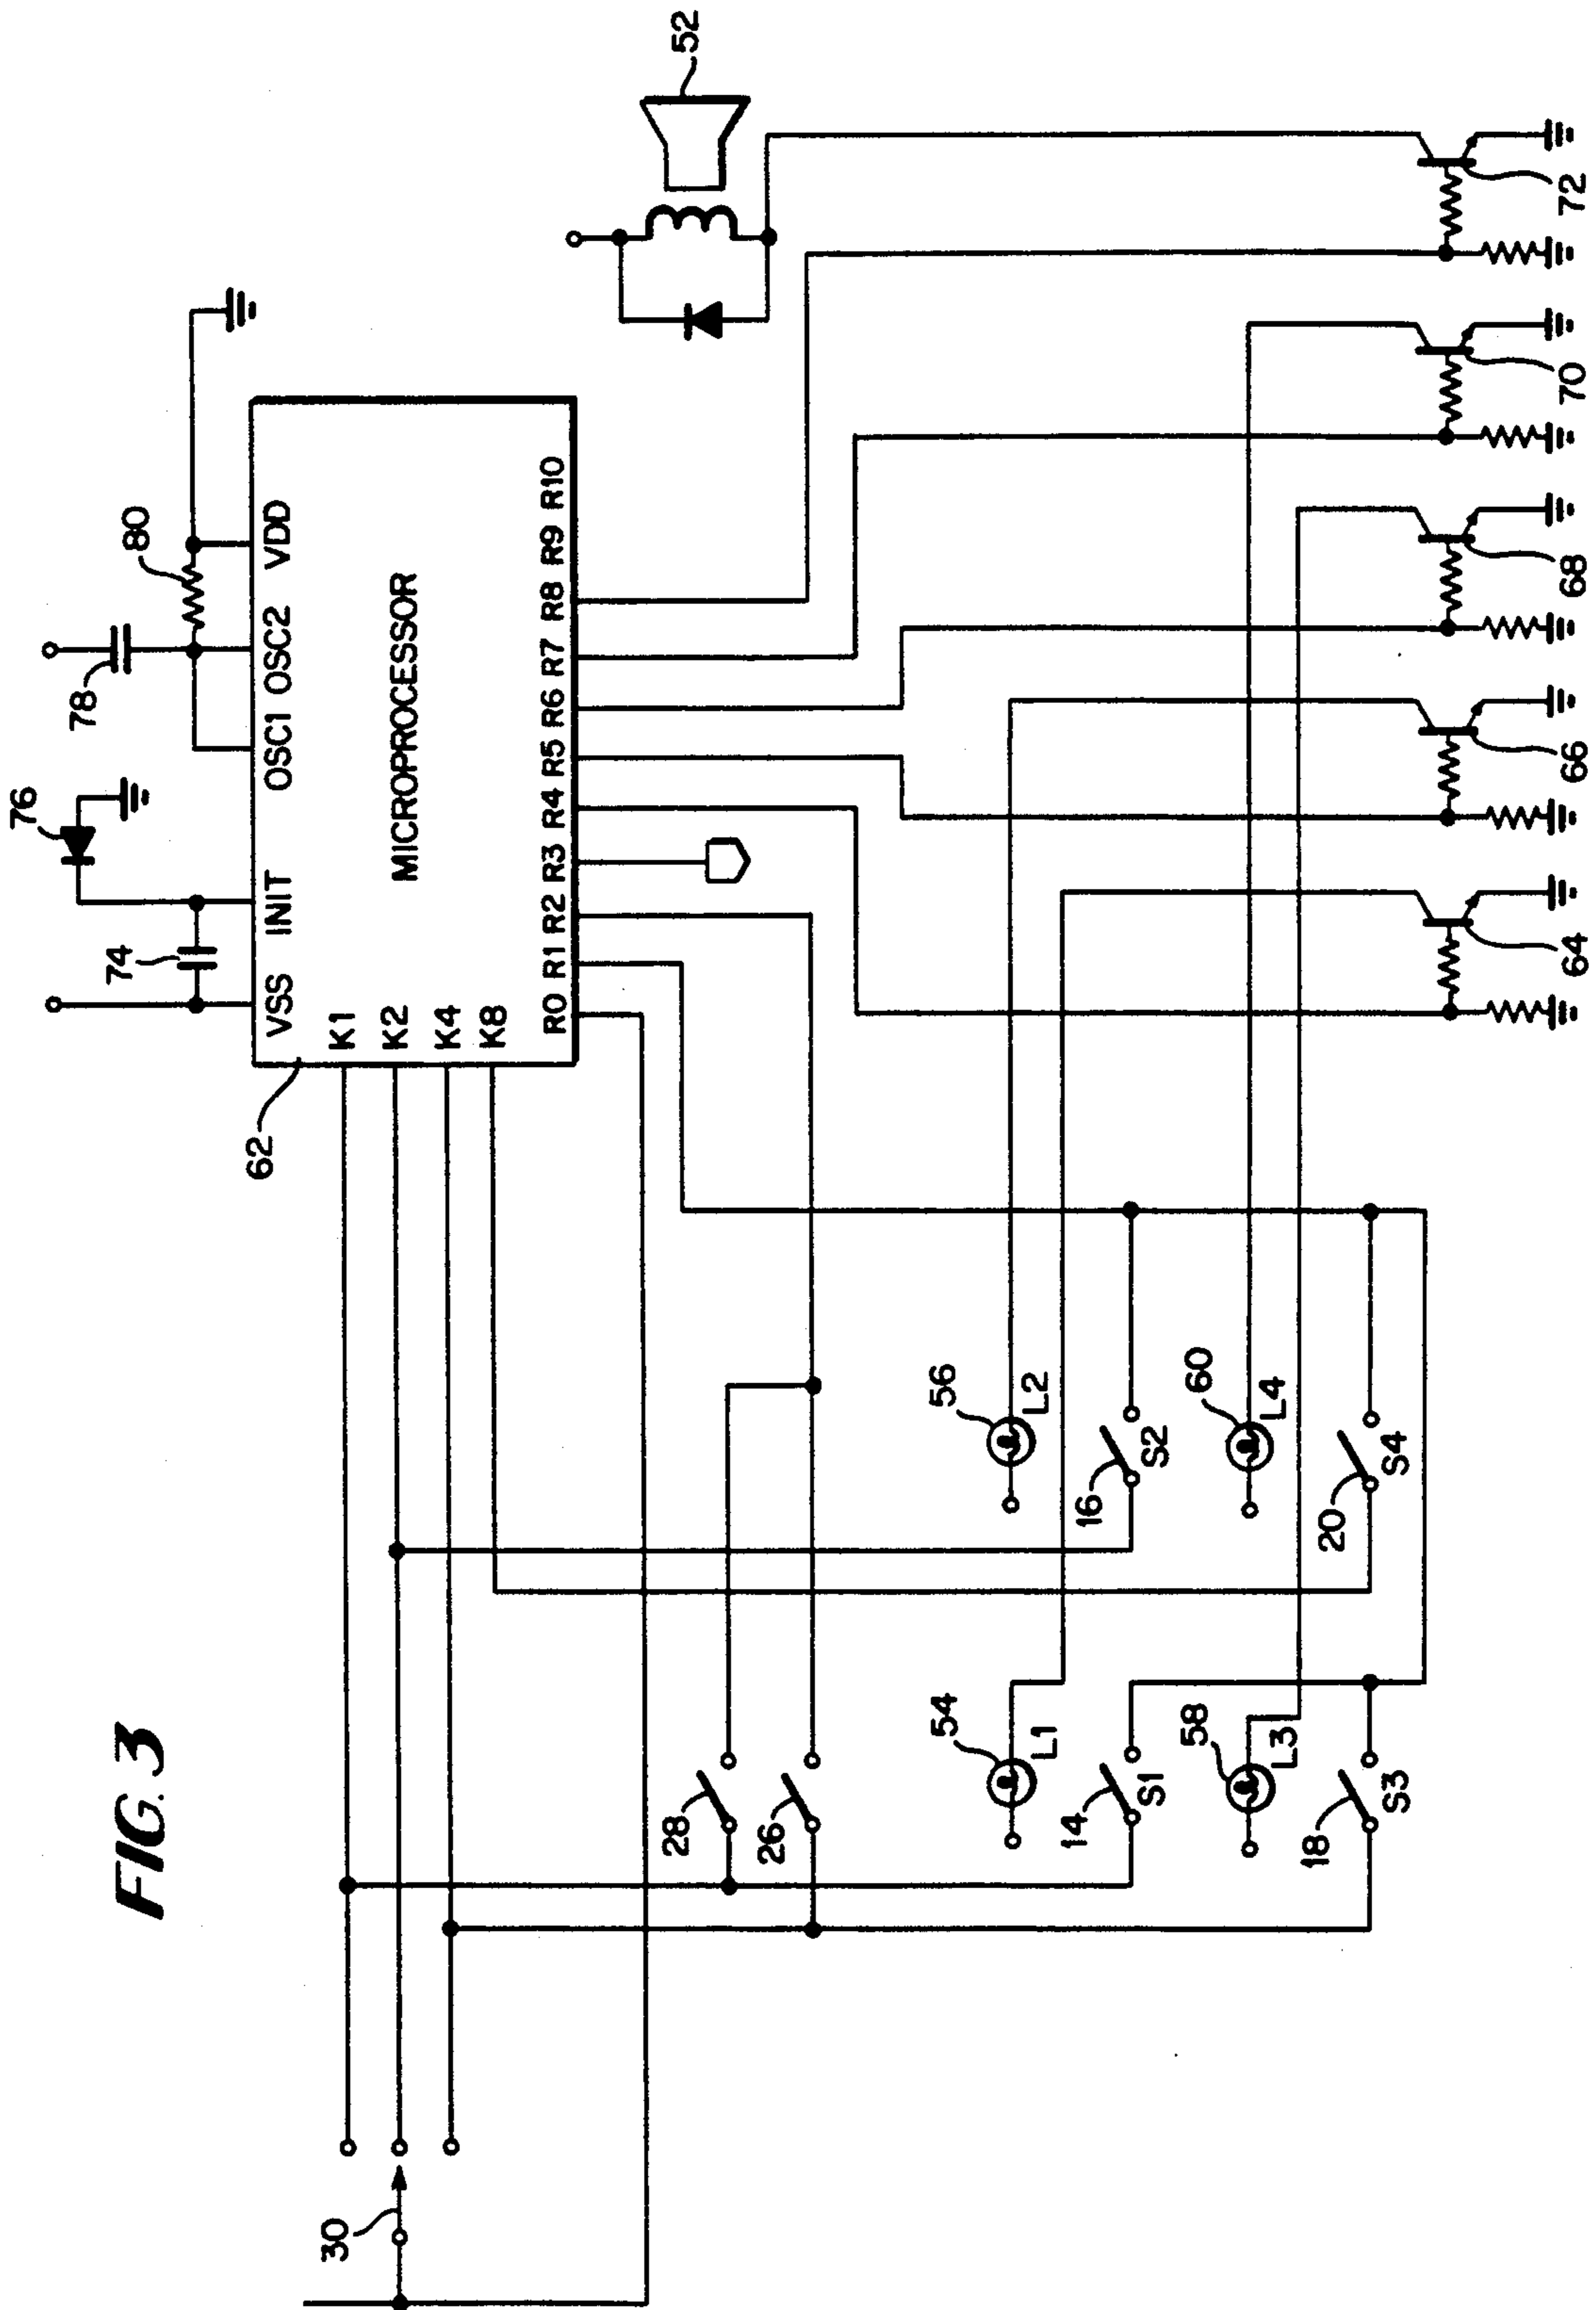 FIG. 3
62
74
76
78
80
VSS INIT OSC1 OSC2 VDD
K1
K2
K4
K8
MICROPROCESSOR
R0 R1 R2 R3 R4 R5 R6 R7 R8 R9 R10
52
30
28
26
54
L1
56
L2
14
S1
16
S2
58
L3
60
L4
18
S3
20
S4
64
66
68
70
72